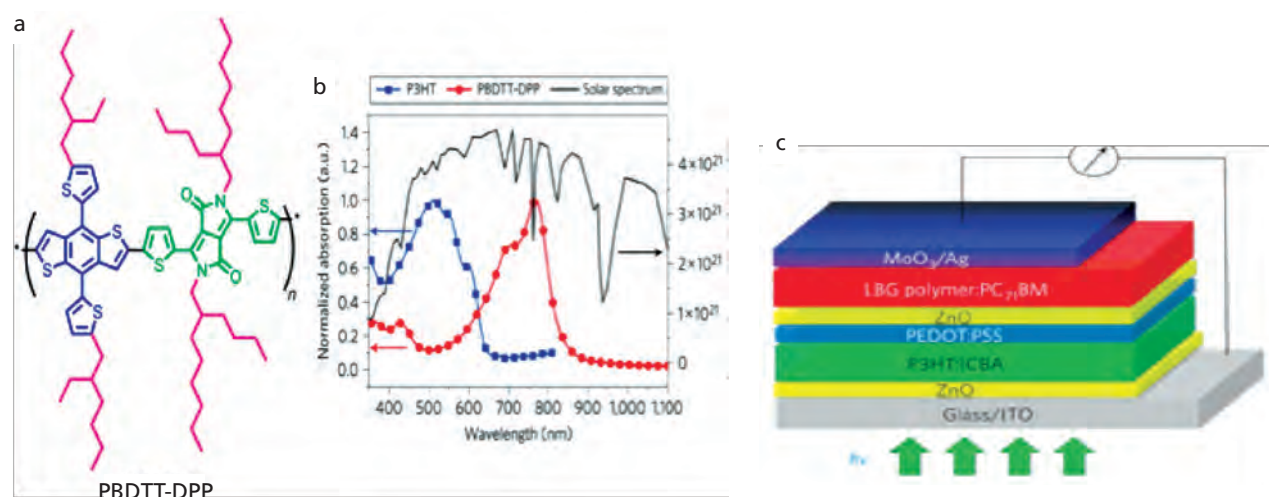 a
S
S
S
S
S
S
O
N
N
O
*
*
n
PBDTT-DPP
b
P3HT
PBDTT-DPP
Solar spectrum
Normalized absorption (a.u.)
1.4
1.2
1.0
0.8
0.6
0.4
0.2
0.0
4×10²¹
3×10²¹
2×10²¹
1×10²¹
0
400 500 600 700 800 900 1,000 1,100
Wavelength (nm)
c
MoO₃/Ag
LBG polymer:PC₇₁BM
ZnO
PEDOT:PSS
P3HT:ICBA
ZnO
Glass/ITO
hν